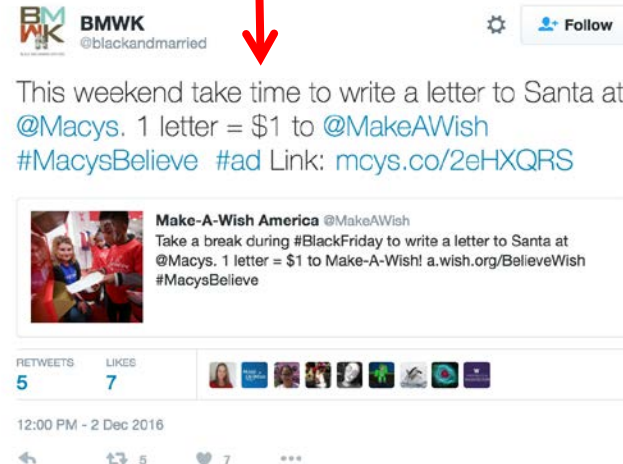 BMWK
@blackandmarried
Follow
This weekend take time to write a letter to Santa at
@Macys. 1 letter = $1 to @MakeAWish
#MacysBelieve #ad Link: mcys.co/2eHXQRS
Make-A-Wish America @MakeAWish
Take a break during #BlackFriday to write a letter to Santa at
@Macys. 1 letter = $1 to Make-A-Wish! a.wish.org/BelieveWish
#MacysBelieve
RETWEETS LIKES
5 7
12:00 PM - 2 Dec 2016
5 7